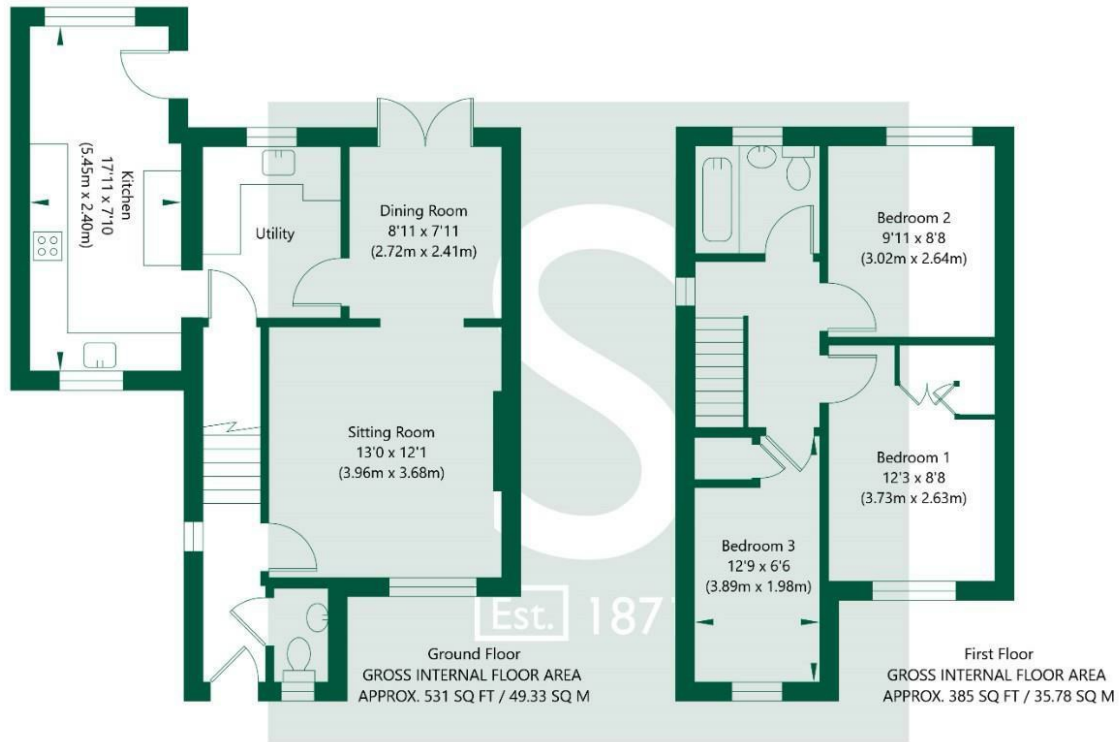 Kitchen
17'11 x 7'10
(5.45m x 2.40m)
Utility
Dining Room
8'11 x 7'11
(2.72m x 2.41m)
Sitting Room
13'0 x 12'1
(3.96m x 3.68m)
Bedroom 2
9'11 x 8'8
(3.02m x 2.64m)
Bedroom 1
12'3 x 8'8
(3.73m x 2.63m)
Bedroom 3
12'9 x 6'6
(3.89m x 1.98m)
S
Est. 187
Ground Floor
GROSS INTERNAL FLOOR AREA
APPROX. 531 SQ FT / 49.33 SQ M
First Floor
GROSS INTERNAL FLOOR AREA
APPROX. 385 SQ FT / 35.78 SQ M